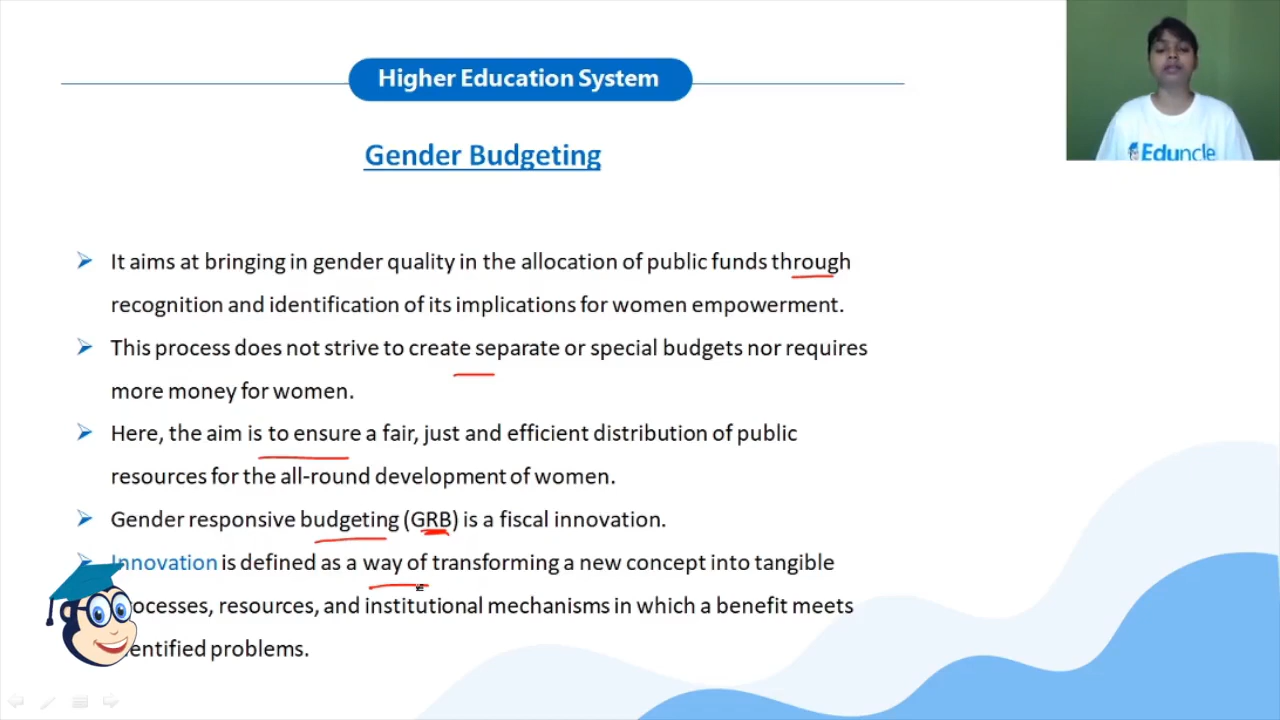 Higher Education System
Gender Budgeting
It aims at bringing in gender quality in the allocation of public funds through
recognition and identification of its implications for women empowerment.
This process does not strive to create separate or special budgets nor requires
more money for women.
Here, the aim is to ensure a fair, just and efficient distribution of public
resources for the all-round development of women.
Gender responsive budgeting (GRB) is a fiscal innovation.
Innovation is defined as a way of transforming a new concept into tangible
ocesses, resources, and institutional mechanisms in which a benefit meets
entified problems.
Eduncle